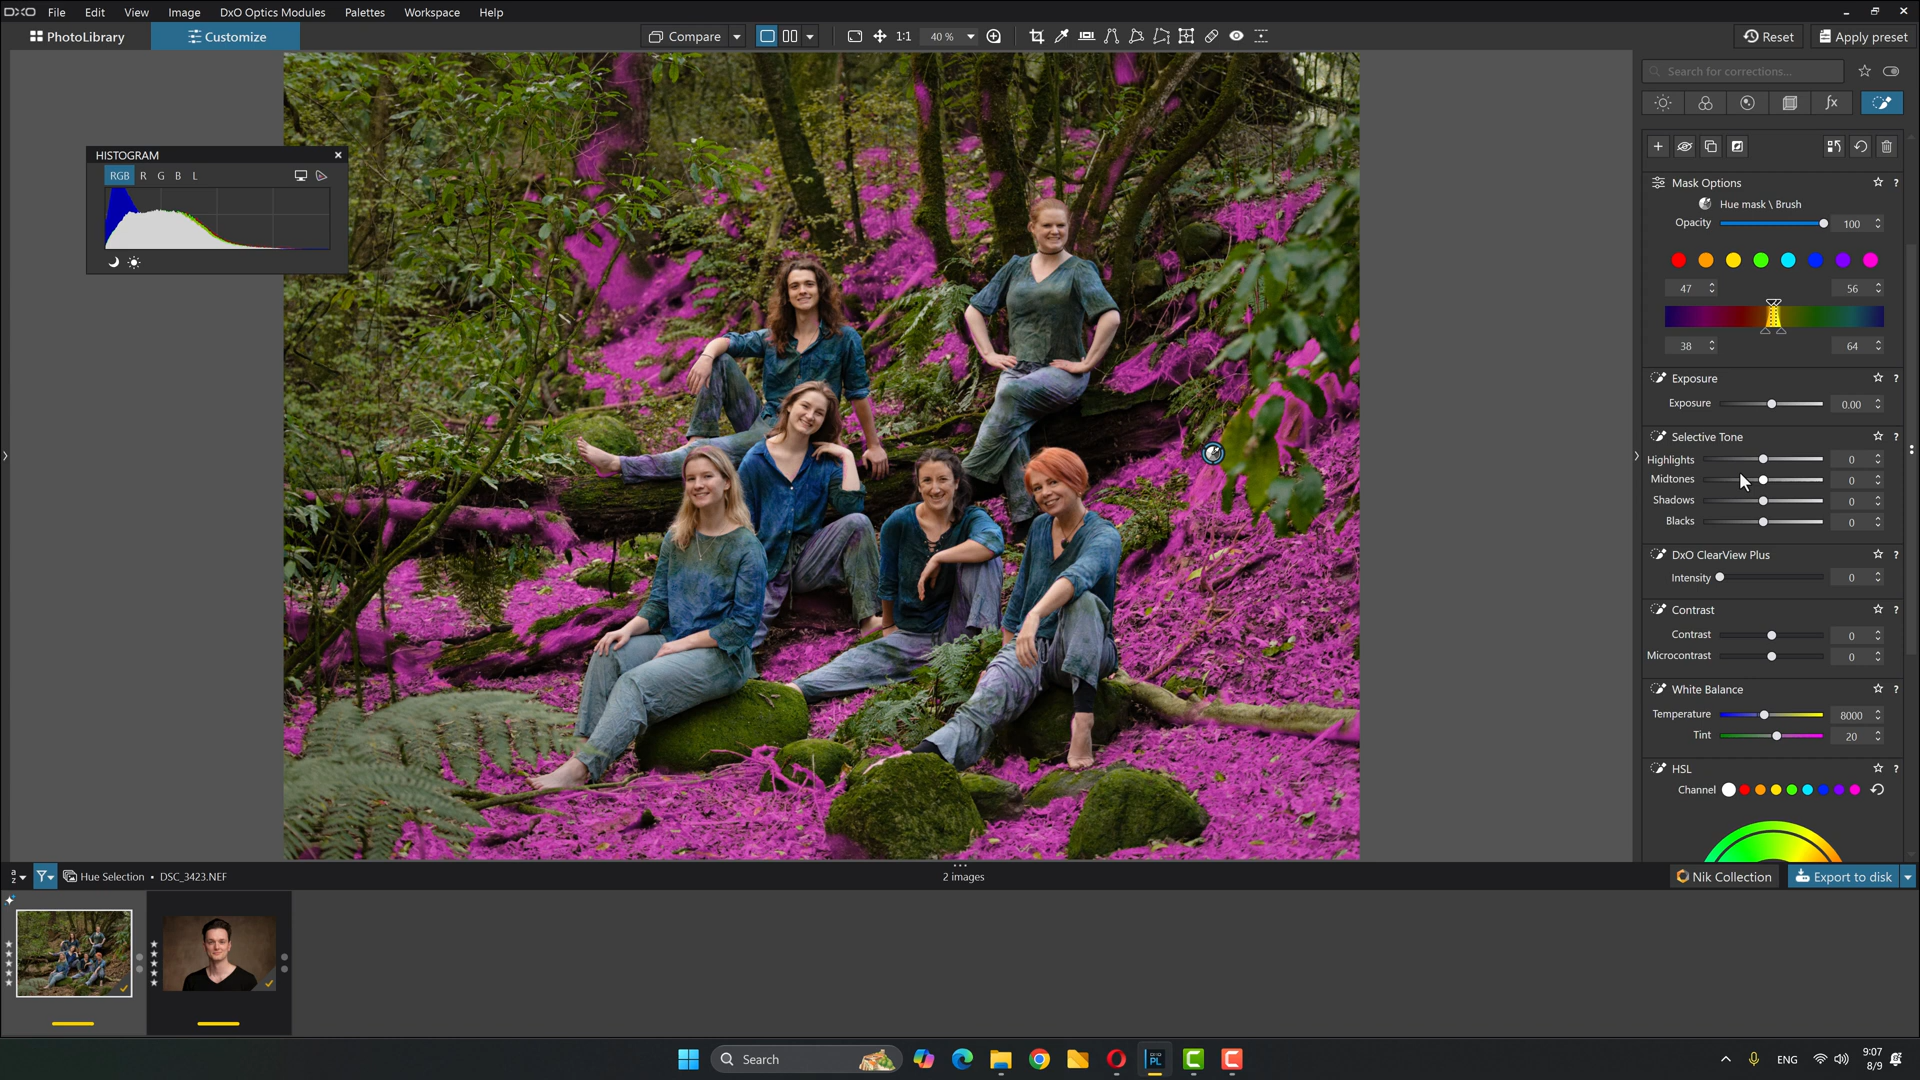 DXO File Edit View Image DxO Optics Modules Palettes Workspace Help
PhotoLibrary Customize Compare 1:1 40 % Reset Apply preset
Search for corrections...
fx
HISTOGRAM
RGB R G B L
Mask Options ?
Hue mask \ Brush
Opacity 100
47 56
38 64
Exposure ?
Exposure 0.00
Selective Tone ?
Highlights 0
Midtones 0
Shadows 0
Blacks 0
DxO ClearView Plus ?
Intensity 0
Contrast ?
Contrast 0
Microcontrast 0
White Balance ?
Temperature 8000
Tint 20
HSL ?
Channel
Hue Selection • DSC_3423.NEF 2 images Nik Collection Export to disk
Search PL ENG 9:07
8/9